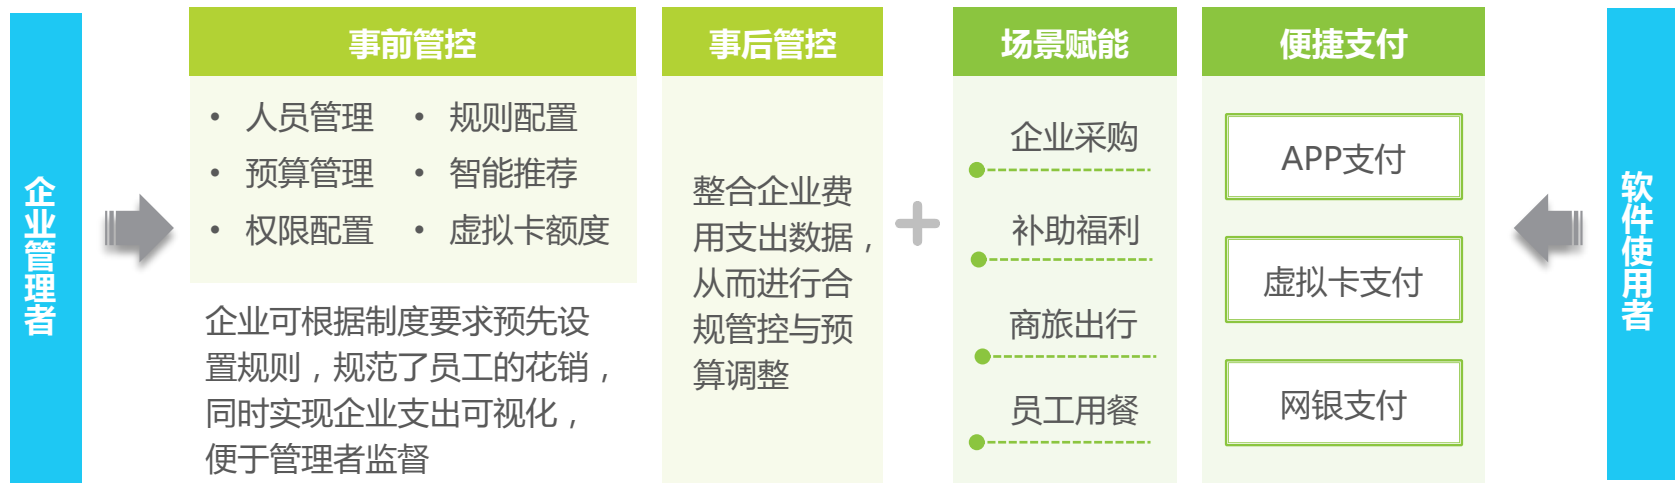 企业管理者
事前管控
• 人员管理
• 规则配置
• 预算管理
• 智能推荐
• 权限配置
• 虚拟卡额度
企业可根据制度要求预先设
置规则，规范了员工的花销，
同时实现企业支出可视化，
便于管理者监督
事后管控
整合企业费
用支出数据，
从而进行合
规管控与预
算调整
+
场景赋能
企业采购
补助福利
商旅出行
员工用餐
便捷支付
APP支付
虚拟卡支付
网银支付
软件使用者